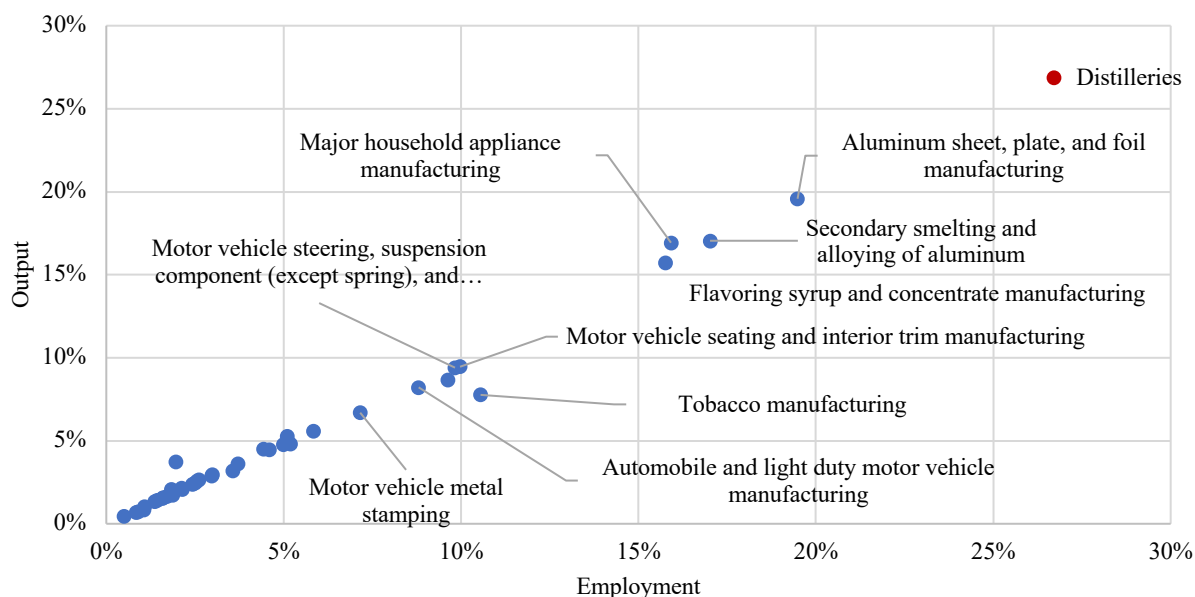 30%
25%
20%
15%
10%
5%
0%
Output
Distilleries
Major household appliance
manufacturing
Aluminum sheet, plate, and foil
manufacturing
Secondary smelting and
alloying of aluminum
Motor vehicle steering, suspension
component (except spring), and…
Flavoring syrup and concentrate manufacturing
Motor vehicle seating and interior trim manufacturing
Tobacco manufacturing
Automobile and light duty motor vehicle
manufacturing
Motor vehicle metal
stamping
0% 5% 10% 15% 20% 25% 30%
Employment